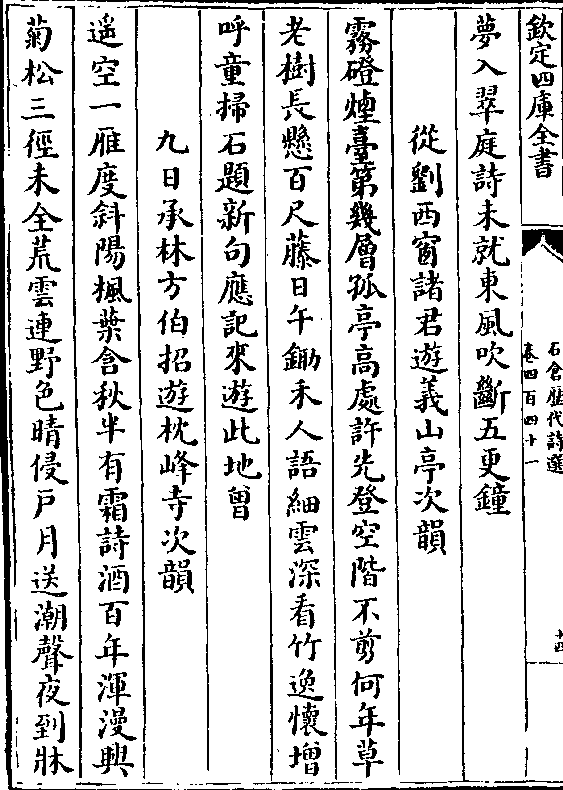 欽定四庫全書
石倉歷代詩選
卷四百四十一
十四
夢入翠庭詩未就東風吹斷五更鐘
從劉西窗諸君遊義山亭次韻
霧磴煙臺第幾層孤亭高處許先登空階不剪何年草
老樹長懸百尺藤日午鋤禾人語細雲深看竹逸懷增
呼童掃石題新句應記來遊此地曾
九日承林方伯招遊枕峰寺次韻
遙空一雁度斜陽楓葉含秋半有霜詩酒百年渾漫興
菊松三徑未全荒雲連野色晴侵戶月送潮聲夜到牀